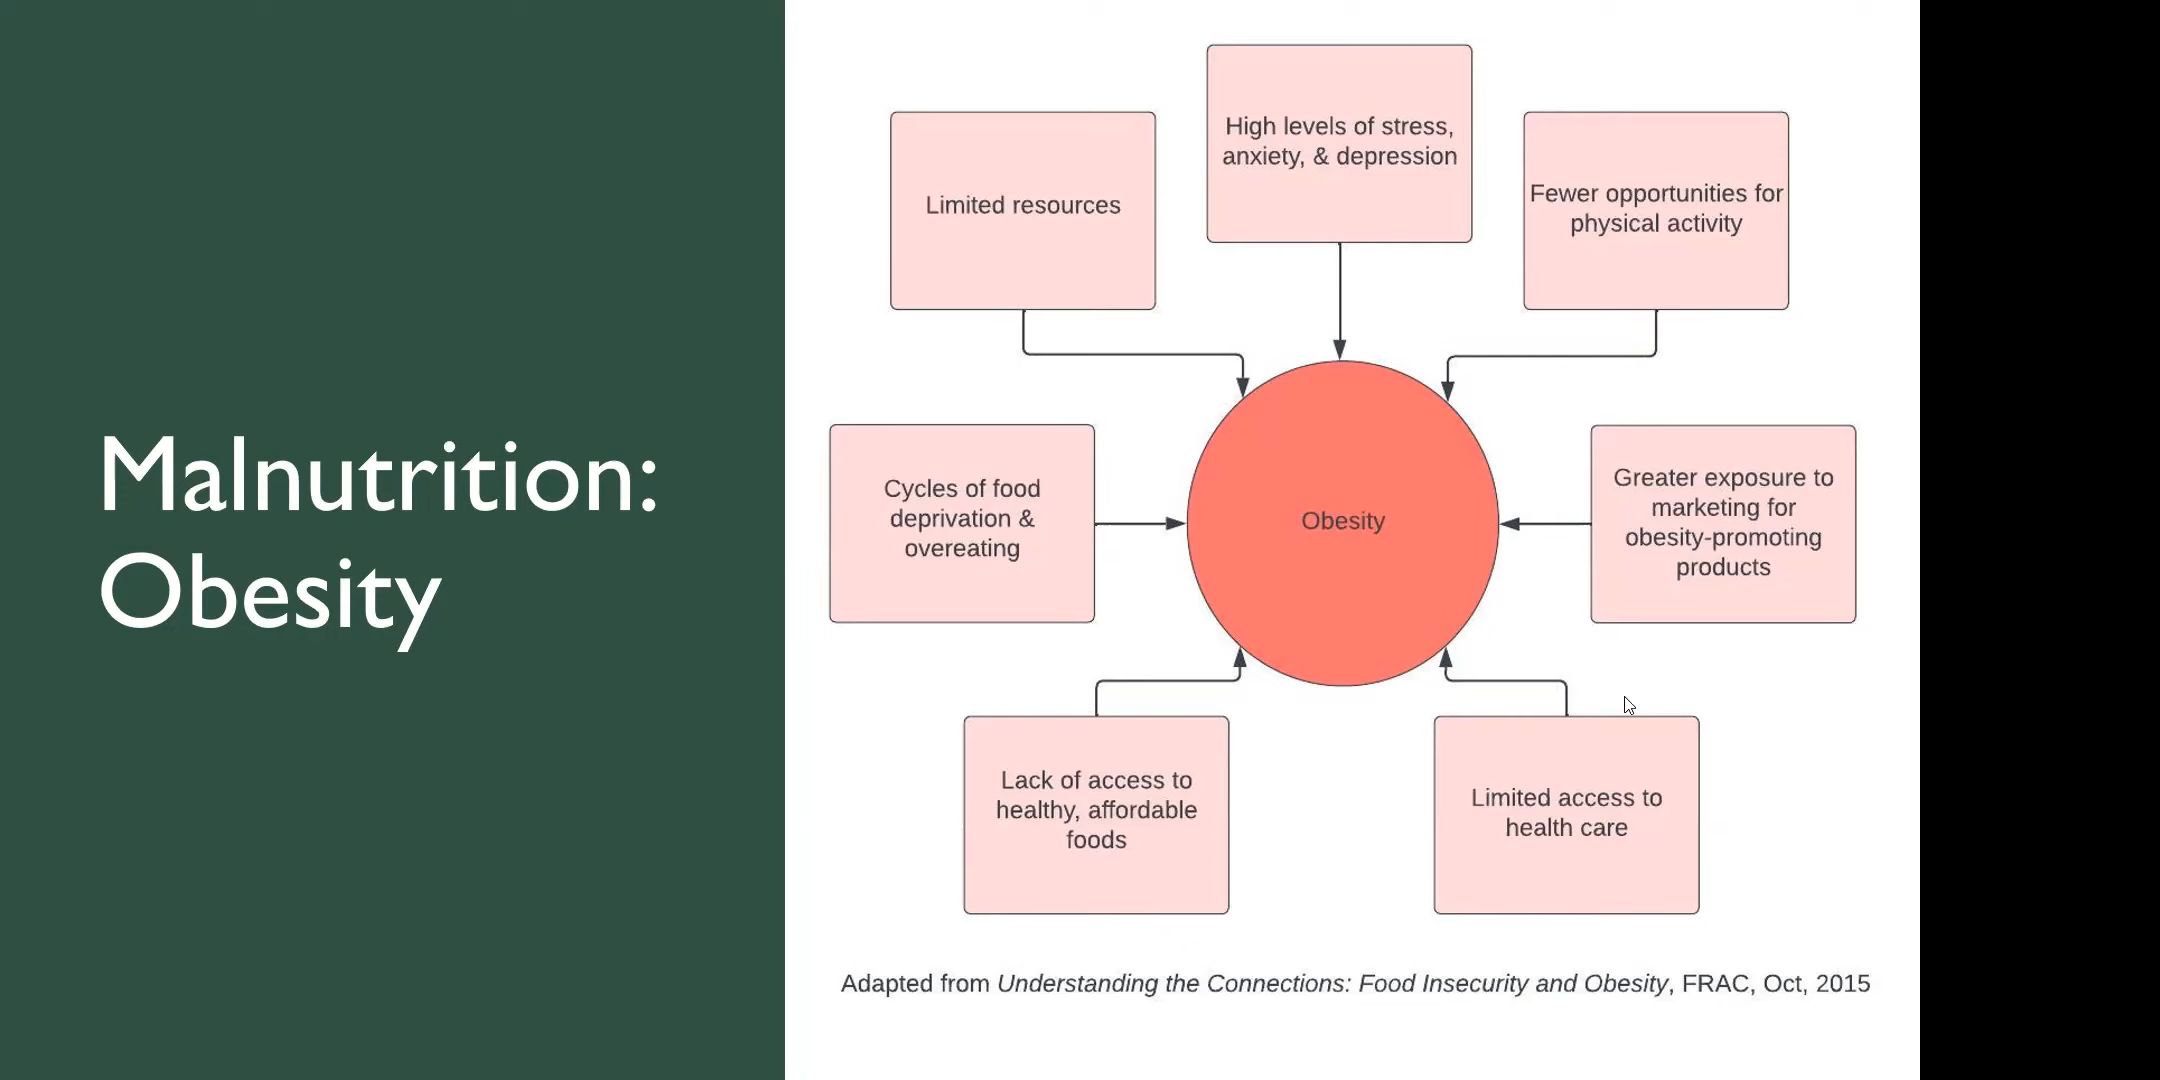 Malnutrition:
Obesity
High levels of stress,
anxiety, & depression
Limited resources
Fewer opportunities for
physical activity
Cycles of food
deprivation &
overeating
Obesity
Greater exposure to
marketing for
obesity-promoting
products
Lack of access to
healthy, affordable
foods
Limited access to
health care
Adapted from Understanding the Connections: Food Insecurity and Obesity, FRAC, Oct, 2015